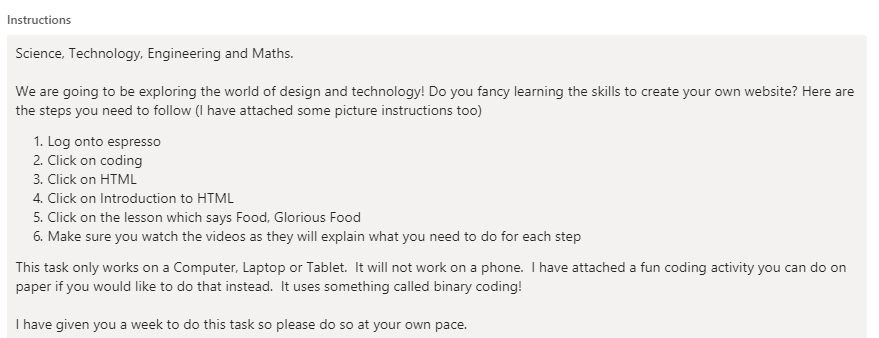 Instructions
Science, Technology, Engineering and Maths.
We are going to be exploring the world of design and technology! Do you fancy learning the skills to create your own website? Here are
the steps you need to follow (I have attached some picture instructions too)
1. Log onto espresso
2. Click on coding
3. Click on HTML
4. Click on Introduction to HTML
5. Click on the lesson which says Food, Glorious Food
6. Make sure you watch the videos as they will explain what you need to do for each step
This task only works on a Computer, Laptop or Tablet.  It will not work on a phone.  I have attached a fun coding activity you can do on
paper if you would like to do that instead.  It uses something called binary coding!
I have given you a week to do this task so please do so at your own pace.